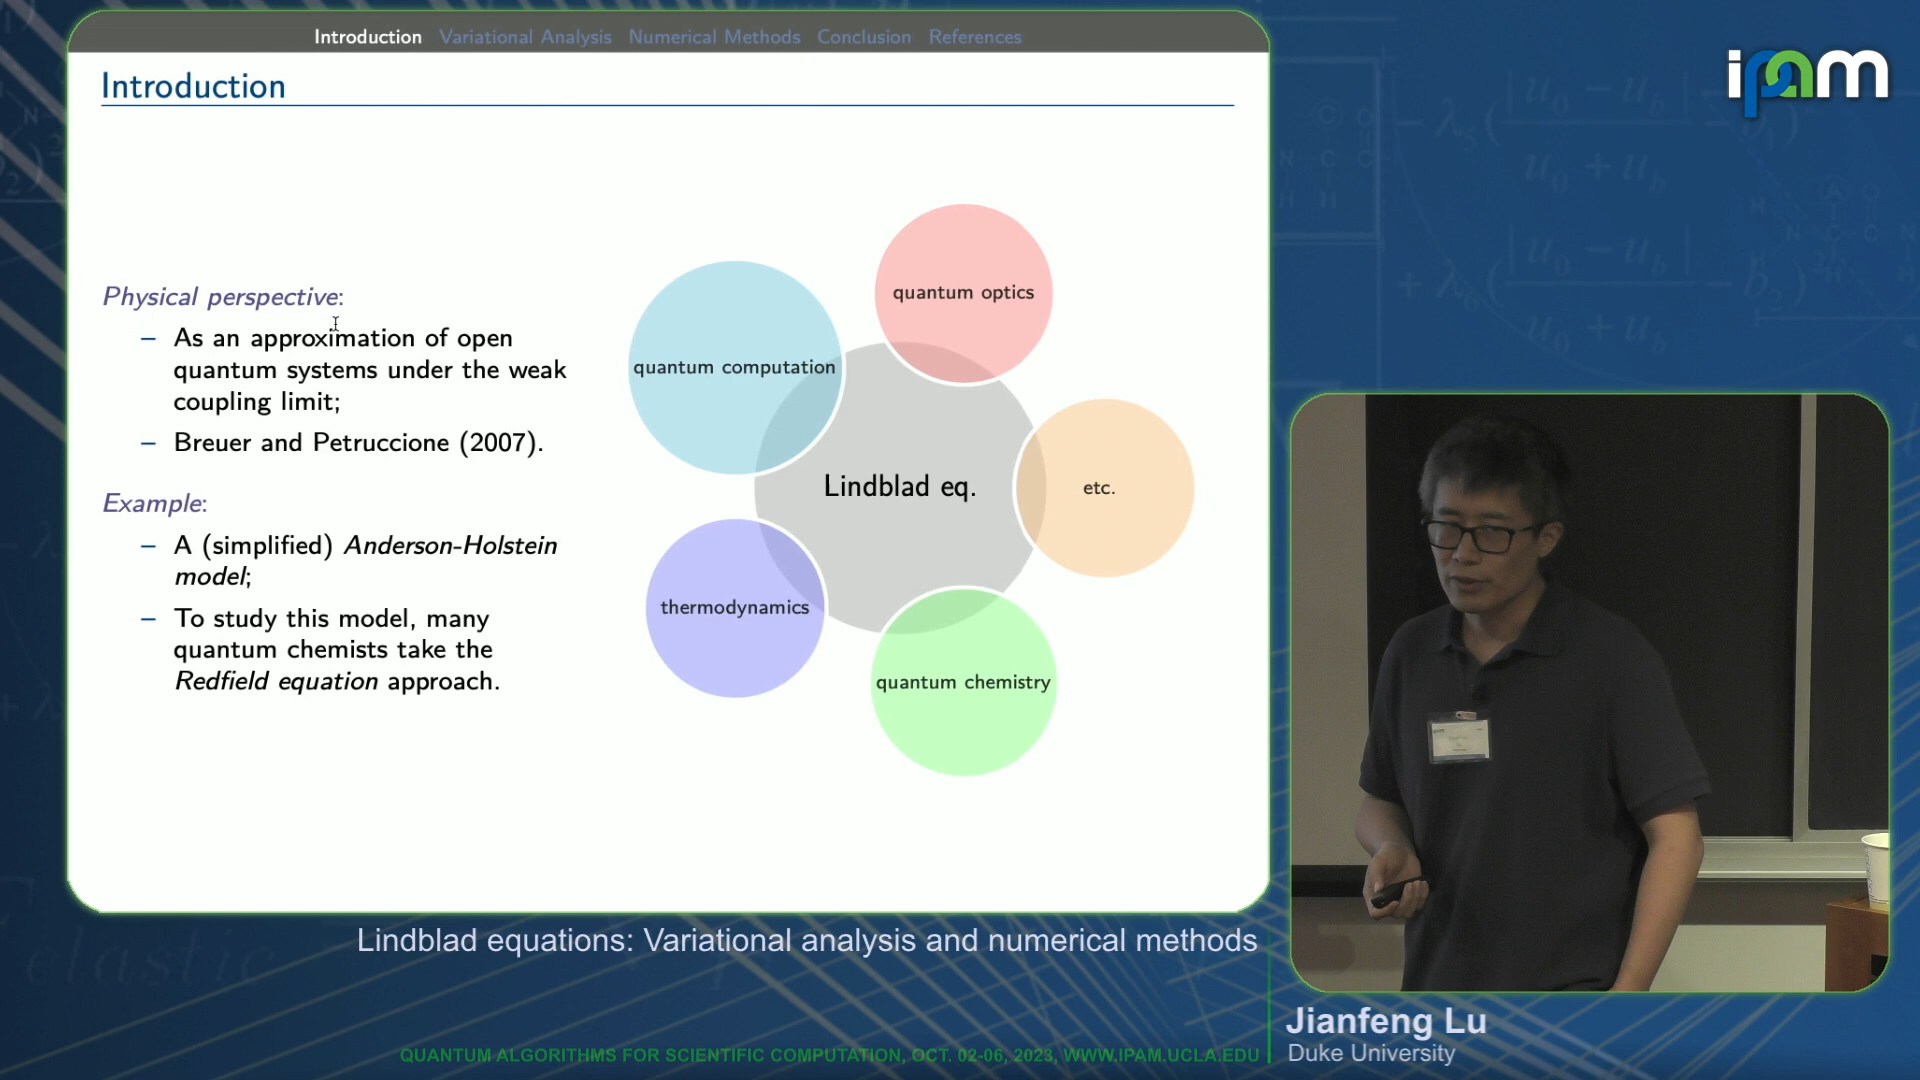 Introduction Variational Analysis Numerical Methods Conclusion References
Introduction
Physical perspective:
– As an approximation of open
quantum systems under the weak
coupling limit;
– Breuer and Petruccione (2007).
Example:
– A (simplified) Anderson-Holstein
model;
– To study this model, many
quantum chemists take the
Redfield equation approach.
quantum optics
quantum computation
Lindblad eq.
etc.
thermodynamics
quantum chemistry
ipam
Lindblad equations: Variational analysis and numerical methods
Jianfeng Lu
Duke University
QUANTUM ALGORITHMS FOR SCIENTIFIC COMPUTATION, OCT. 02-06, 2023, WWW.IPAM.UCLA.EDU
elastic